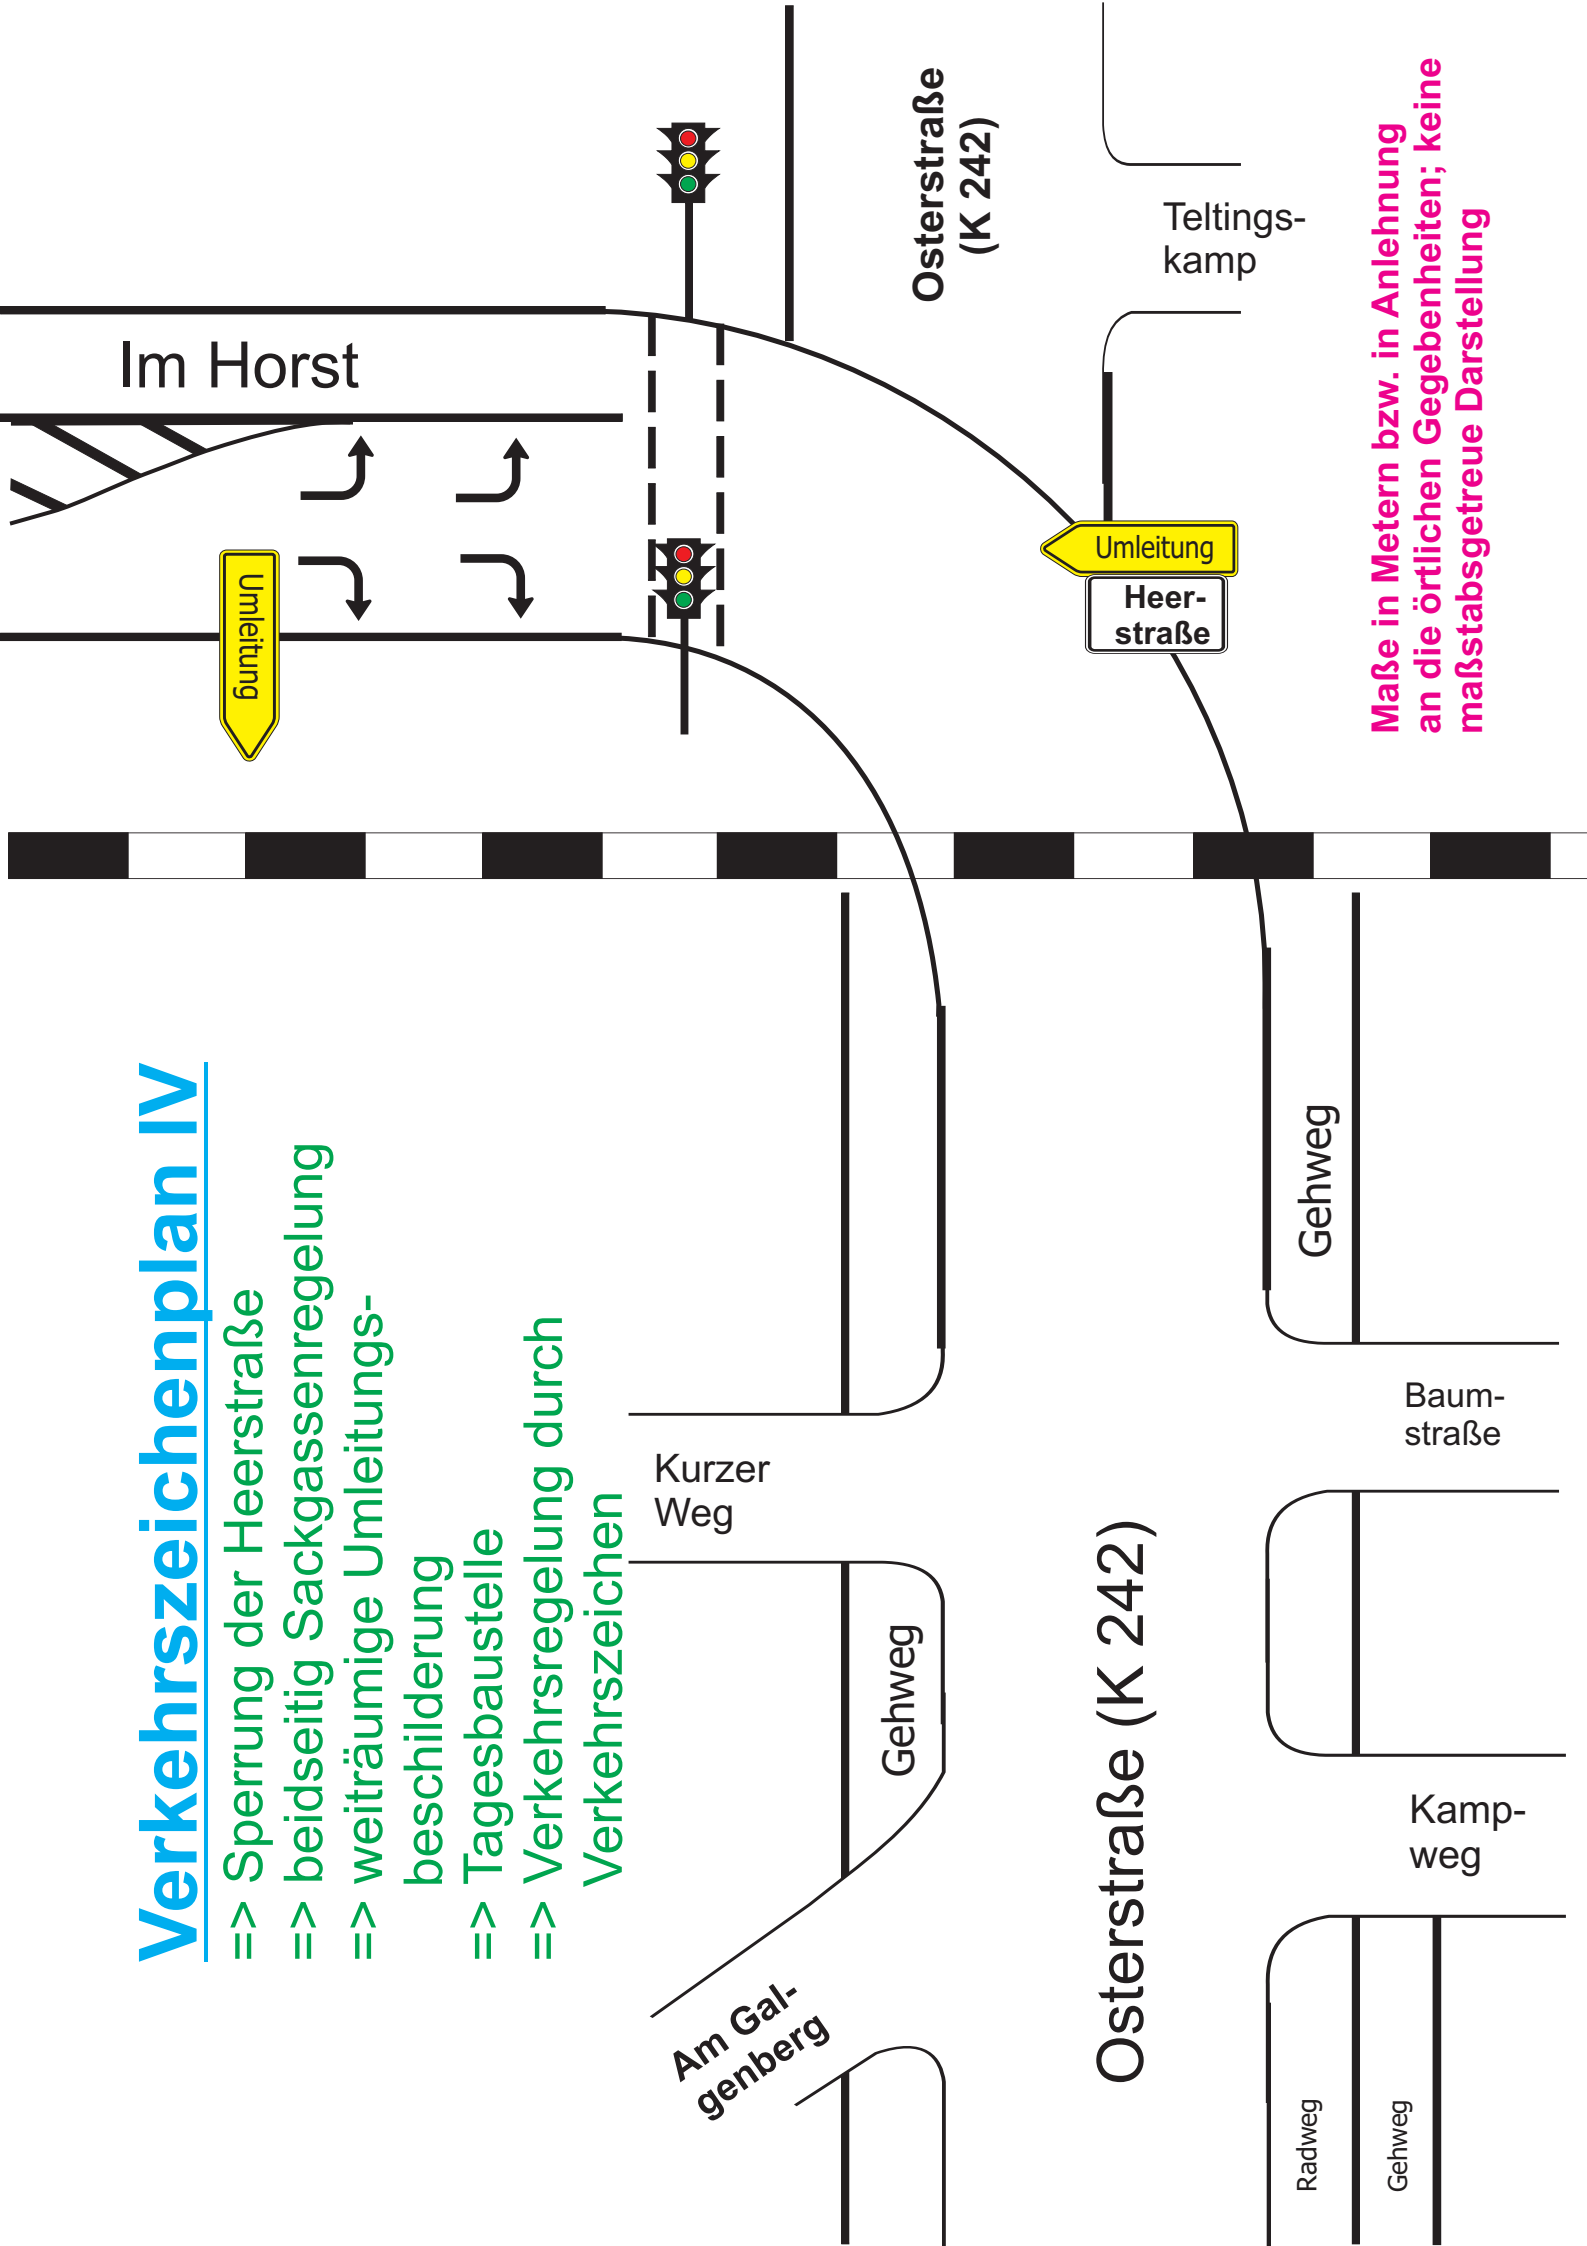 Verkehrszeichenplan IV
=> Sperrung der Heerstraße
=> beidseitig Sackgassenregelung
=> weiträumige Umleitungs-
beschilderung
=> Tagesbaustelle
=> Verkehrsregelung durch
Verkehrszeichen
Im Horst
Umleitung
Osterstraße
(K 242)
Teltings-
kamp
Umleitung
Heer-
straße
Maße in Metern bzw. in Anlehnung
an die örtlichen Gegebenheiten; keine
maßstabsgetreue Darstellung
Gehweg
Baum-
straße
Kurzer
Weg
Gehweg
Osterstraße (K 242)
Kamp-
weg
Am Gal-
genberg
Radweg
Gehweg